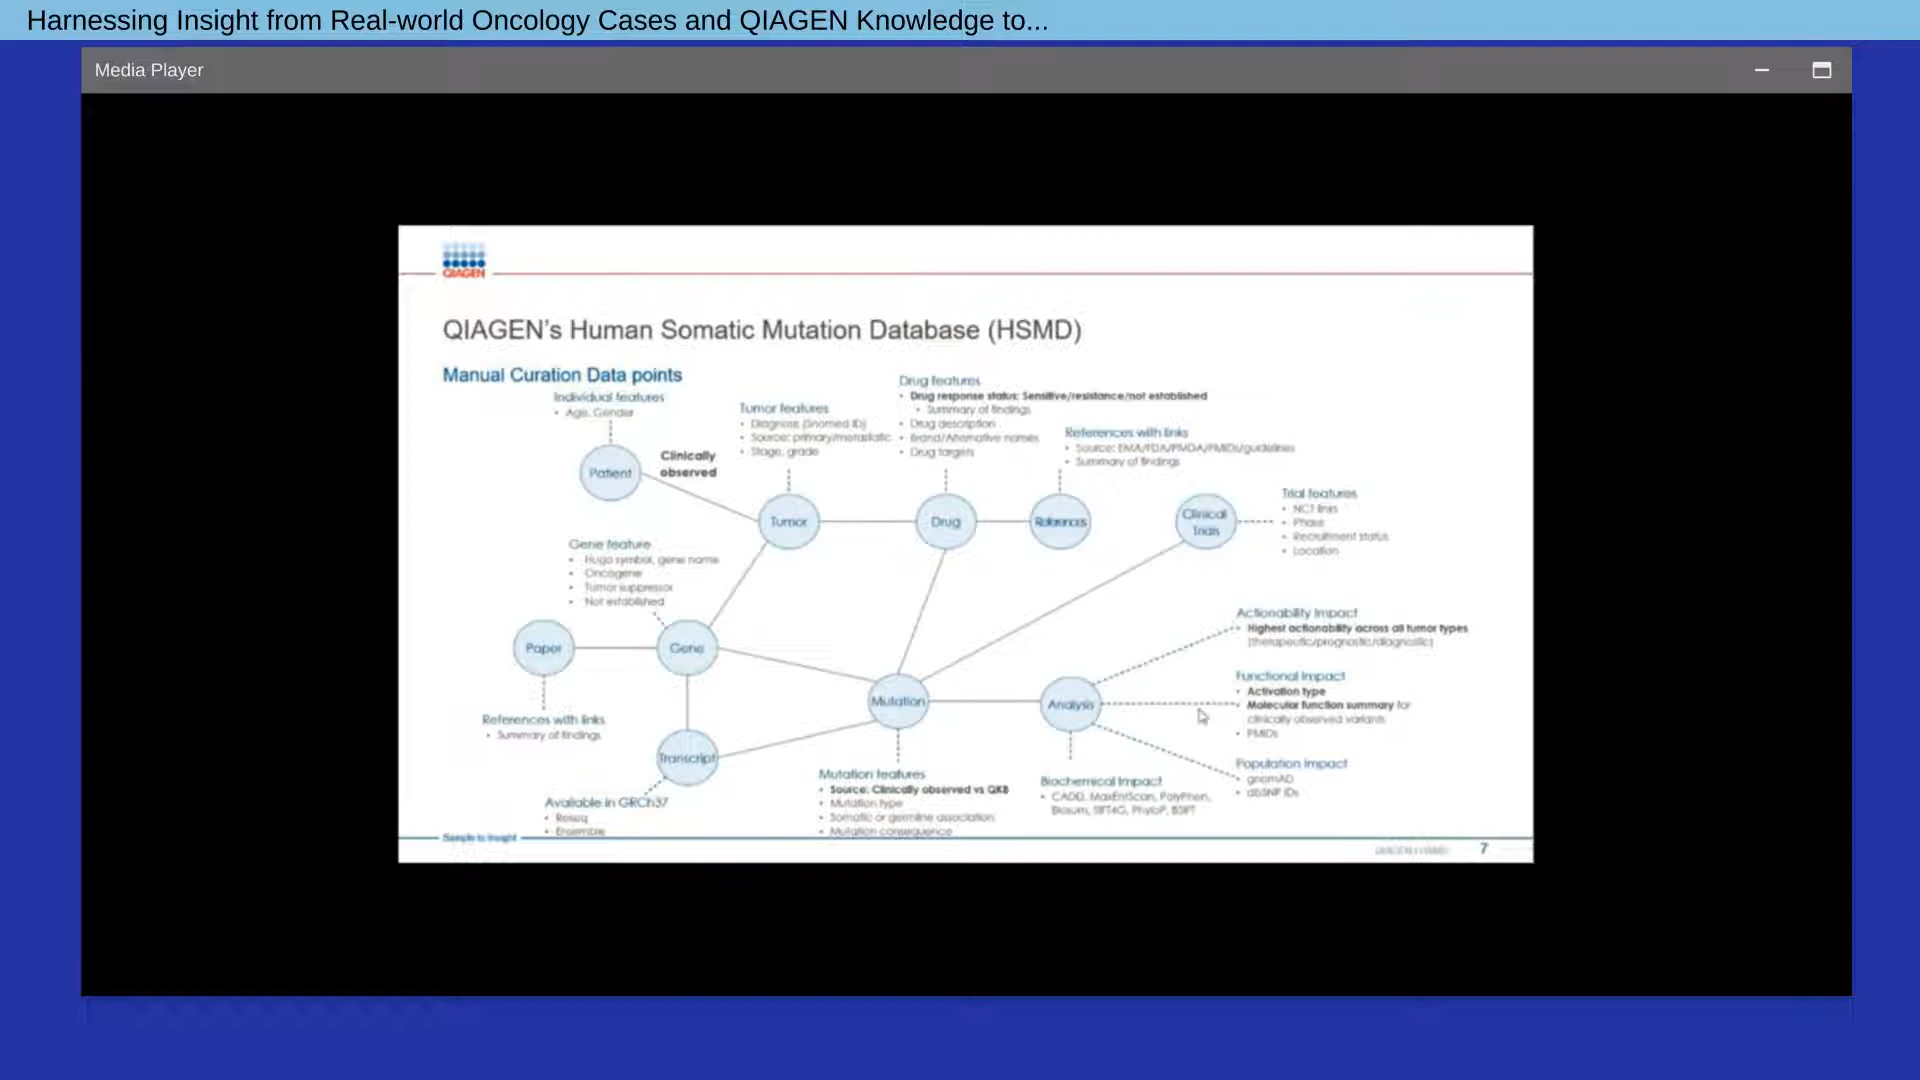 Harnessing Insight from Real-world Oncology Cases and QIAGEN Knowledge to...
Media Player
QIAGEN
QIAGEN's Human Somatic Mutation Database (HSMD)
Manual Curation Data points
Individual features
• Age, Gender
Patient
Clinically
observed
Tumor features
• Diagnosis (Snomed ID)
• Source: primary/metastatic
• Stage, grade
Tumor
Drug features
• Drug response status: Sensitive/resistance/not established
• Summary of findings
• Drug description
• Brand/Alternative names
• Drug targets
Drug
References with links
• Source: EMA/FDA/PMDA/PMIDs/guidelines
• Summary of findings
References
Clinical
Trials
Trial features
• NCT links
• Phase
• Recruitment status
• Location
Gene feature
• Hugo symbol, gene name
• Oncogene
• Tumor suppressor
• Not established
Paper
Gene
References with links
• Summary of findings
Transcript
Available in GRCh37
• Refseq
• Ensemble
Mutation
Mutation features
• Source: Clinically observed vs QKB
• Mutation type
• Somatic or germline association
• Mutation consequence
Analysis
Biochemical Impact
• CADD, MaxEntScan, PolyPhen,
Blosum, SIFT4G, PhyloP, BSIFT
Actionability Impact
• Highest actionability across all tumor types
(therapeutic/prognostic/diagnostic)
Functional Impact
• Activation type
• Molecular function summary for
clinically observed variants
• PMIDs
Population Impact
• gnomAD
• dbSNP IDs
Sample to Insight
7